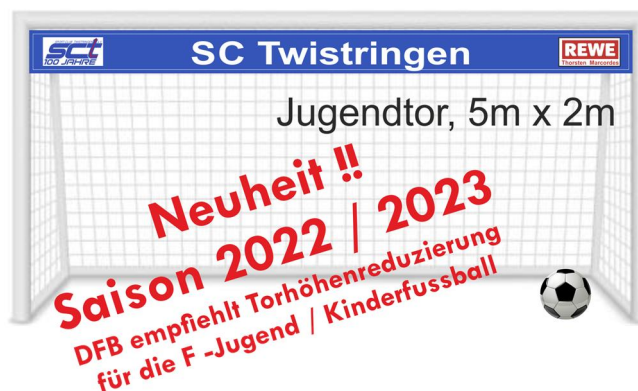 sct
100 JAHRE
SC Twistringen
REWE
Thorsten Marcordes
Jugendtor, 5m x 2m
Neuheit !!
Saison 2022 / 2023
DFB empfiehlt Torhöhenreduzierung
für die F -Jugend / Kinderfussball